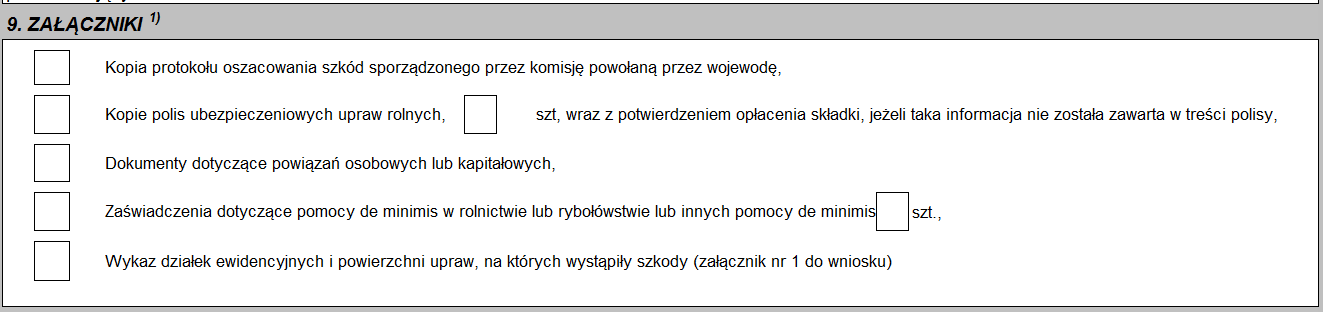 9. ZAŁĄCZNIKI 1)
Kopia protokołu oszacowania szkód sporządzonego przez komisję powołaną przez wojewodę,
Kopie polis ubezpieczeniowych upraw rolnych, szt, wraz z potwierdzeniem opłacenia składki, jeżeli taka informacja nie została zawarta w treści polisy,
Dokumenty dotyczące powiązań osobowych lub kapitałowych,
Zaświadczenia dotyczące pomocy de minimis w rolnictwie lub rybołówstwie lub innych pomocy de minimis szt.,
Wykaz działek ewidencyjnych i powierzchni upraw, na których wystąpiły szkody (załącznik nr 1 do wniosku)